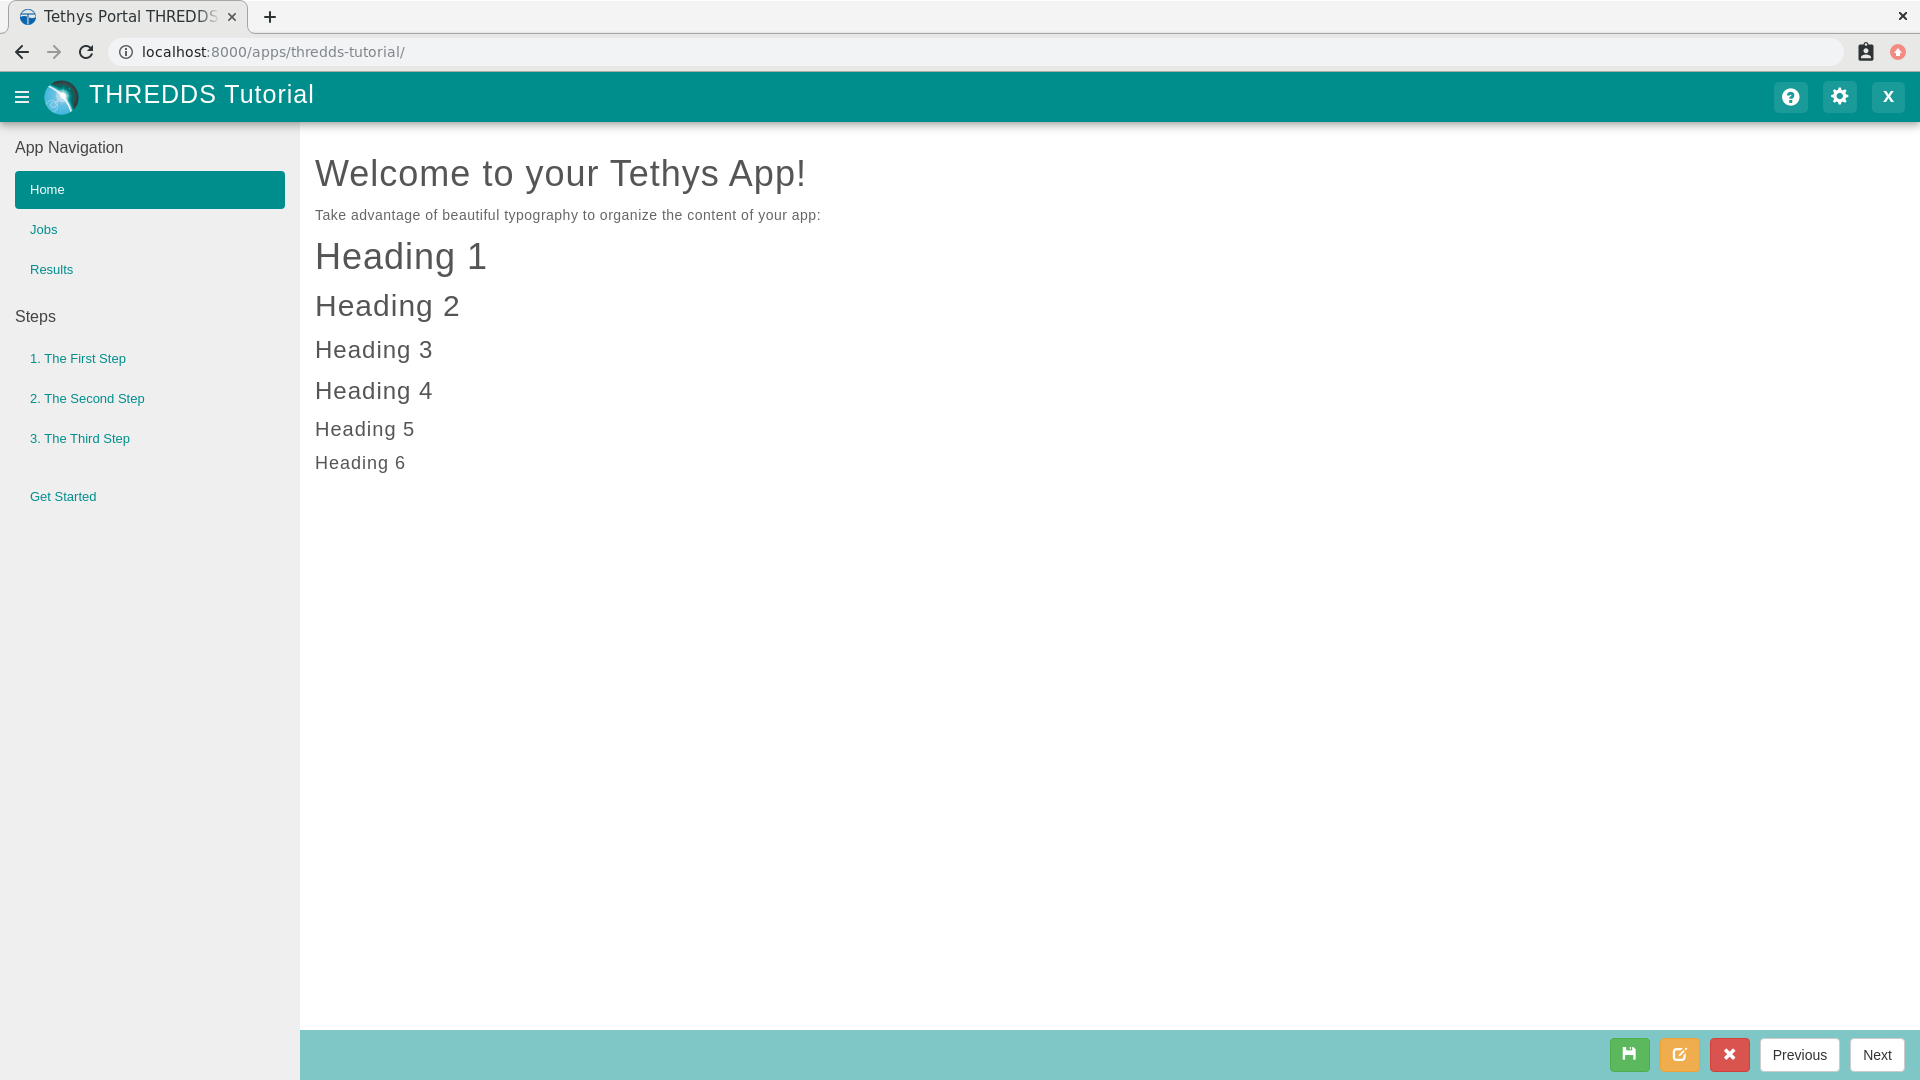 Tethys Portal THREDDS
localhost:8000/apps/thredds-tutorial/
THREDDS Tutorial
X
App Navigation
Home
Jobs
Results
Steps
1. The First Step
2. The Second Step
3. The Third Step
Get Started
Welcome to your Tethys App!
Take advantage of beautiful typography to organize the content of your app:
Heading 1
Heading 2
Heading 3
Heading 4
Heading 5
Heading 6
Previous
Next